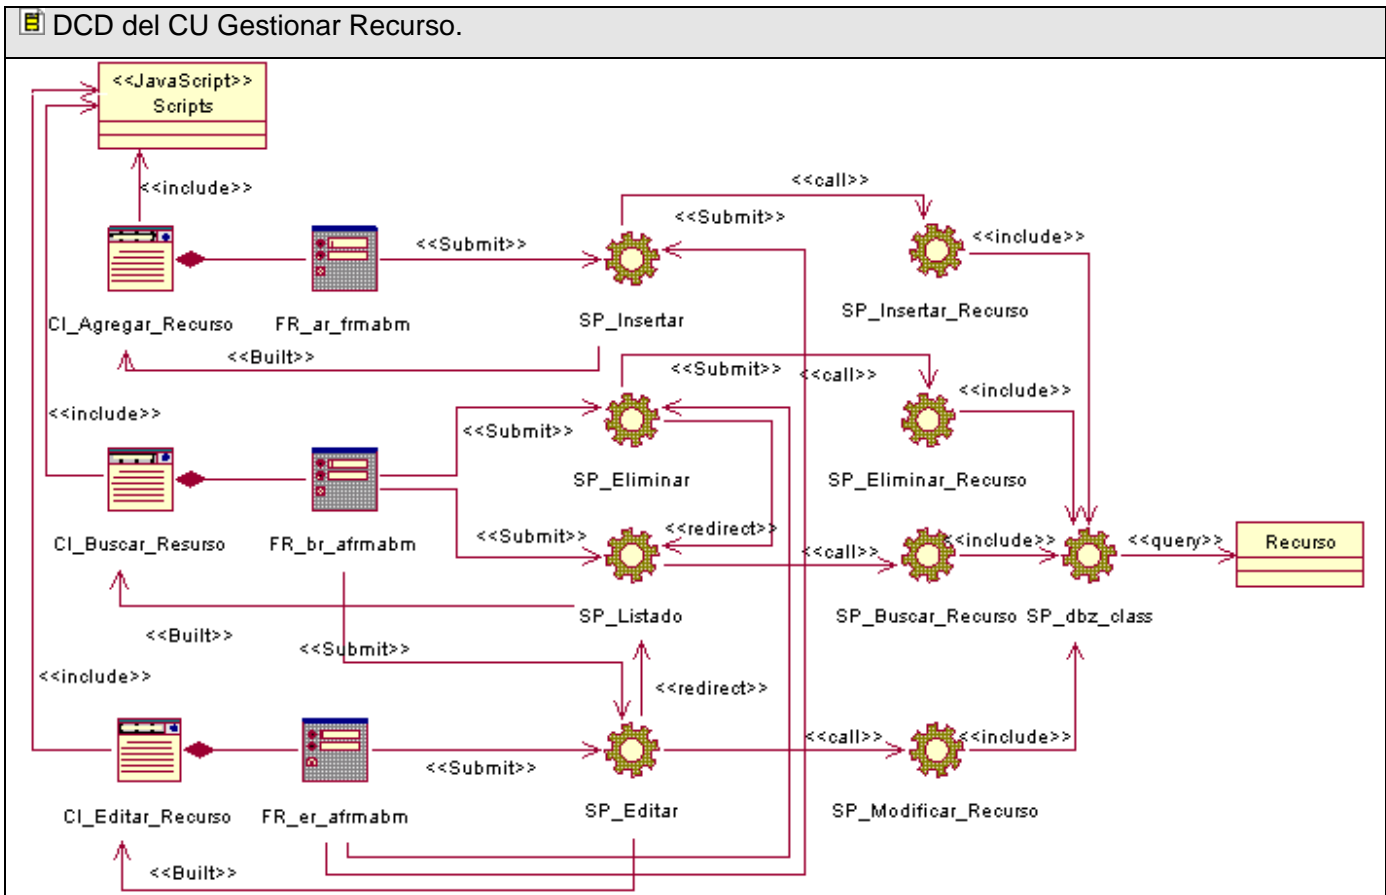 DCD del CU Gestionar Recurso.
<<JavaScript>>
Scripts
<<include>>
<<call>>
<<Submit>>
<<Submit>>
<<include>>
CI_Agregar_Recurso
FR_ar_frmabm
SP_Insertar
SP_Insertar_Recurso
<<Built>>
<<Submit>>
<<call>>
<<include>>
<<Submit>>
<<include>>
SP_Eliminar
SP_Eliminar_Recurso
<<Submit>>
<<redirect>>
<<call>>
<<include>>
<<query>>
Recurso
CI_Buscar_Resurso
FR_br_afrmabm
SP_Listado
SP_Buscar_Recurso
SP_dbz_class
<<Built>>
<<Submit>>
<<include>>
<<redirect>>
<<Submit>>
<<call>>
<<include>>
CI_Editar_Recurso
FR_er_afrmabm
SP_Editar
SP_Modificar_Recurso
<<Built>>